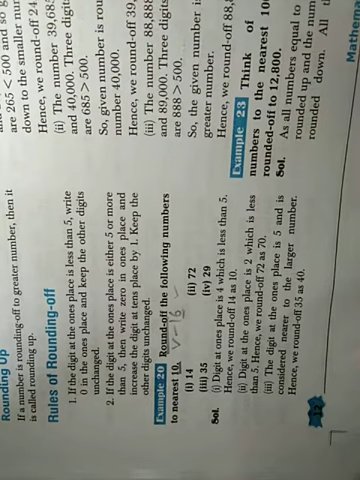 Rounding Up
If a number is rounding-off to greater number, then it
is called rounding up.
Rules of Rounding-off
1. If the digit at the ones place is less than 5, write
0 in the ones place and keep the other digits
unchanged.
2. If the digit at the ones place is either 5 or more
than 5, then write zero in ones place and
increase the digit at tens place by 1. Keep the
other digits unchanged.
Example 20 Round-off the following numbers
to nearest 10.
V-16
(i) 14 (ii) 72
(iii) 35 (iv) 29
Sol. (i) Digit at ones place is 4 which is less than 5.
Hence, we round-off 14 as 10.
(ii) Digit at the ones place is 2 which is less
than 5. Hence, we round-off 72 as 70.
(iii) The digit at the ones place is 5 and is
considered nearer to the larger number.
Hence, we round-off 35 as 40.
are 265 < 500 and so
down to the smaller
Hence, we round-off 24
(ii) The number 39,685
and 40,000. Three digits
are 685 > 500.
So, given number is
number 40,000.
Hence, we round-off 39,
(iii) The number 88,888
and 89,000. Three digits
are 888 > 500.
So, the given number is
greater number.
Hence, we round-off 88,
Example 23 Think of
numbers to the nearest
rounded-off to 12,800.
Sol. As all numbers equal to
rounded up and the
rounded down. All